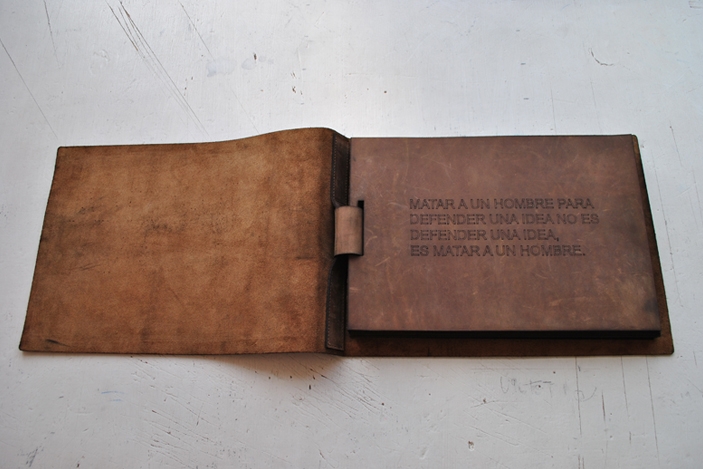 MATAR A UN HOMBRE PARA
DEFENDER UNA IDEA NO ES
DEFENDER UNA IDEA,
ES MATAR A UN HOMBRE.